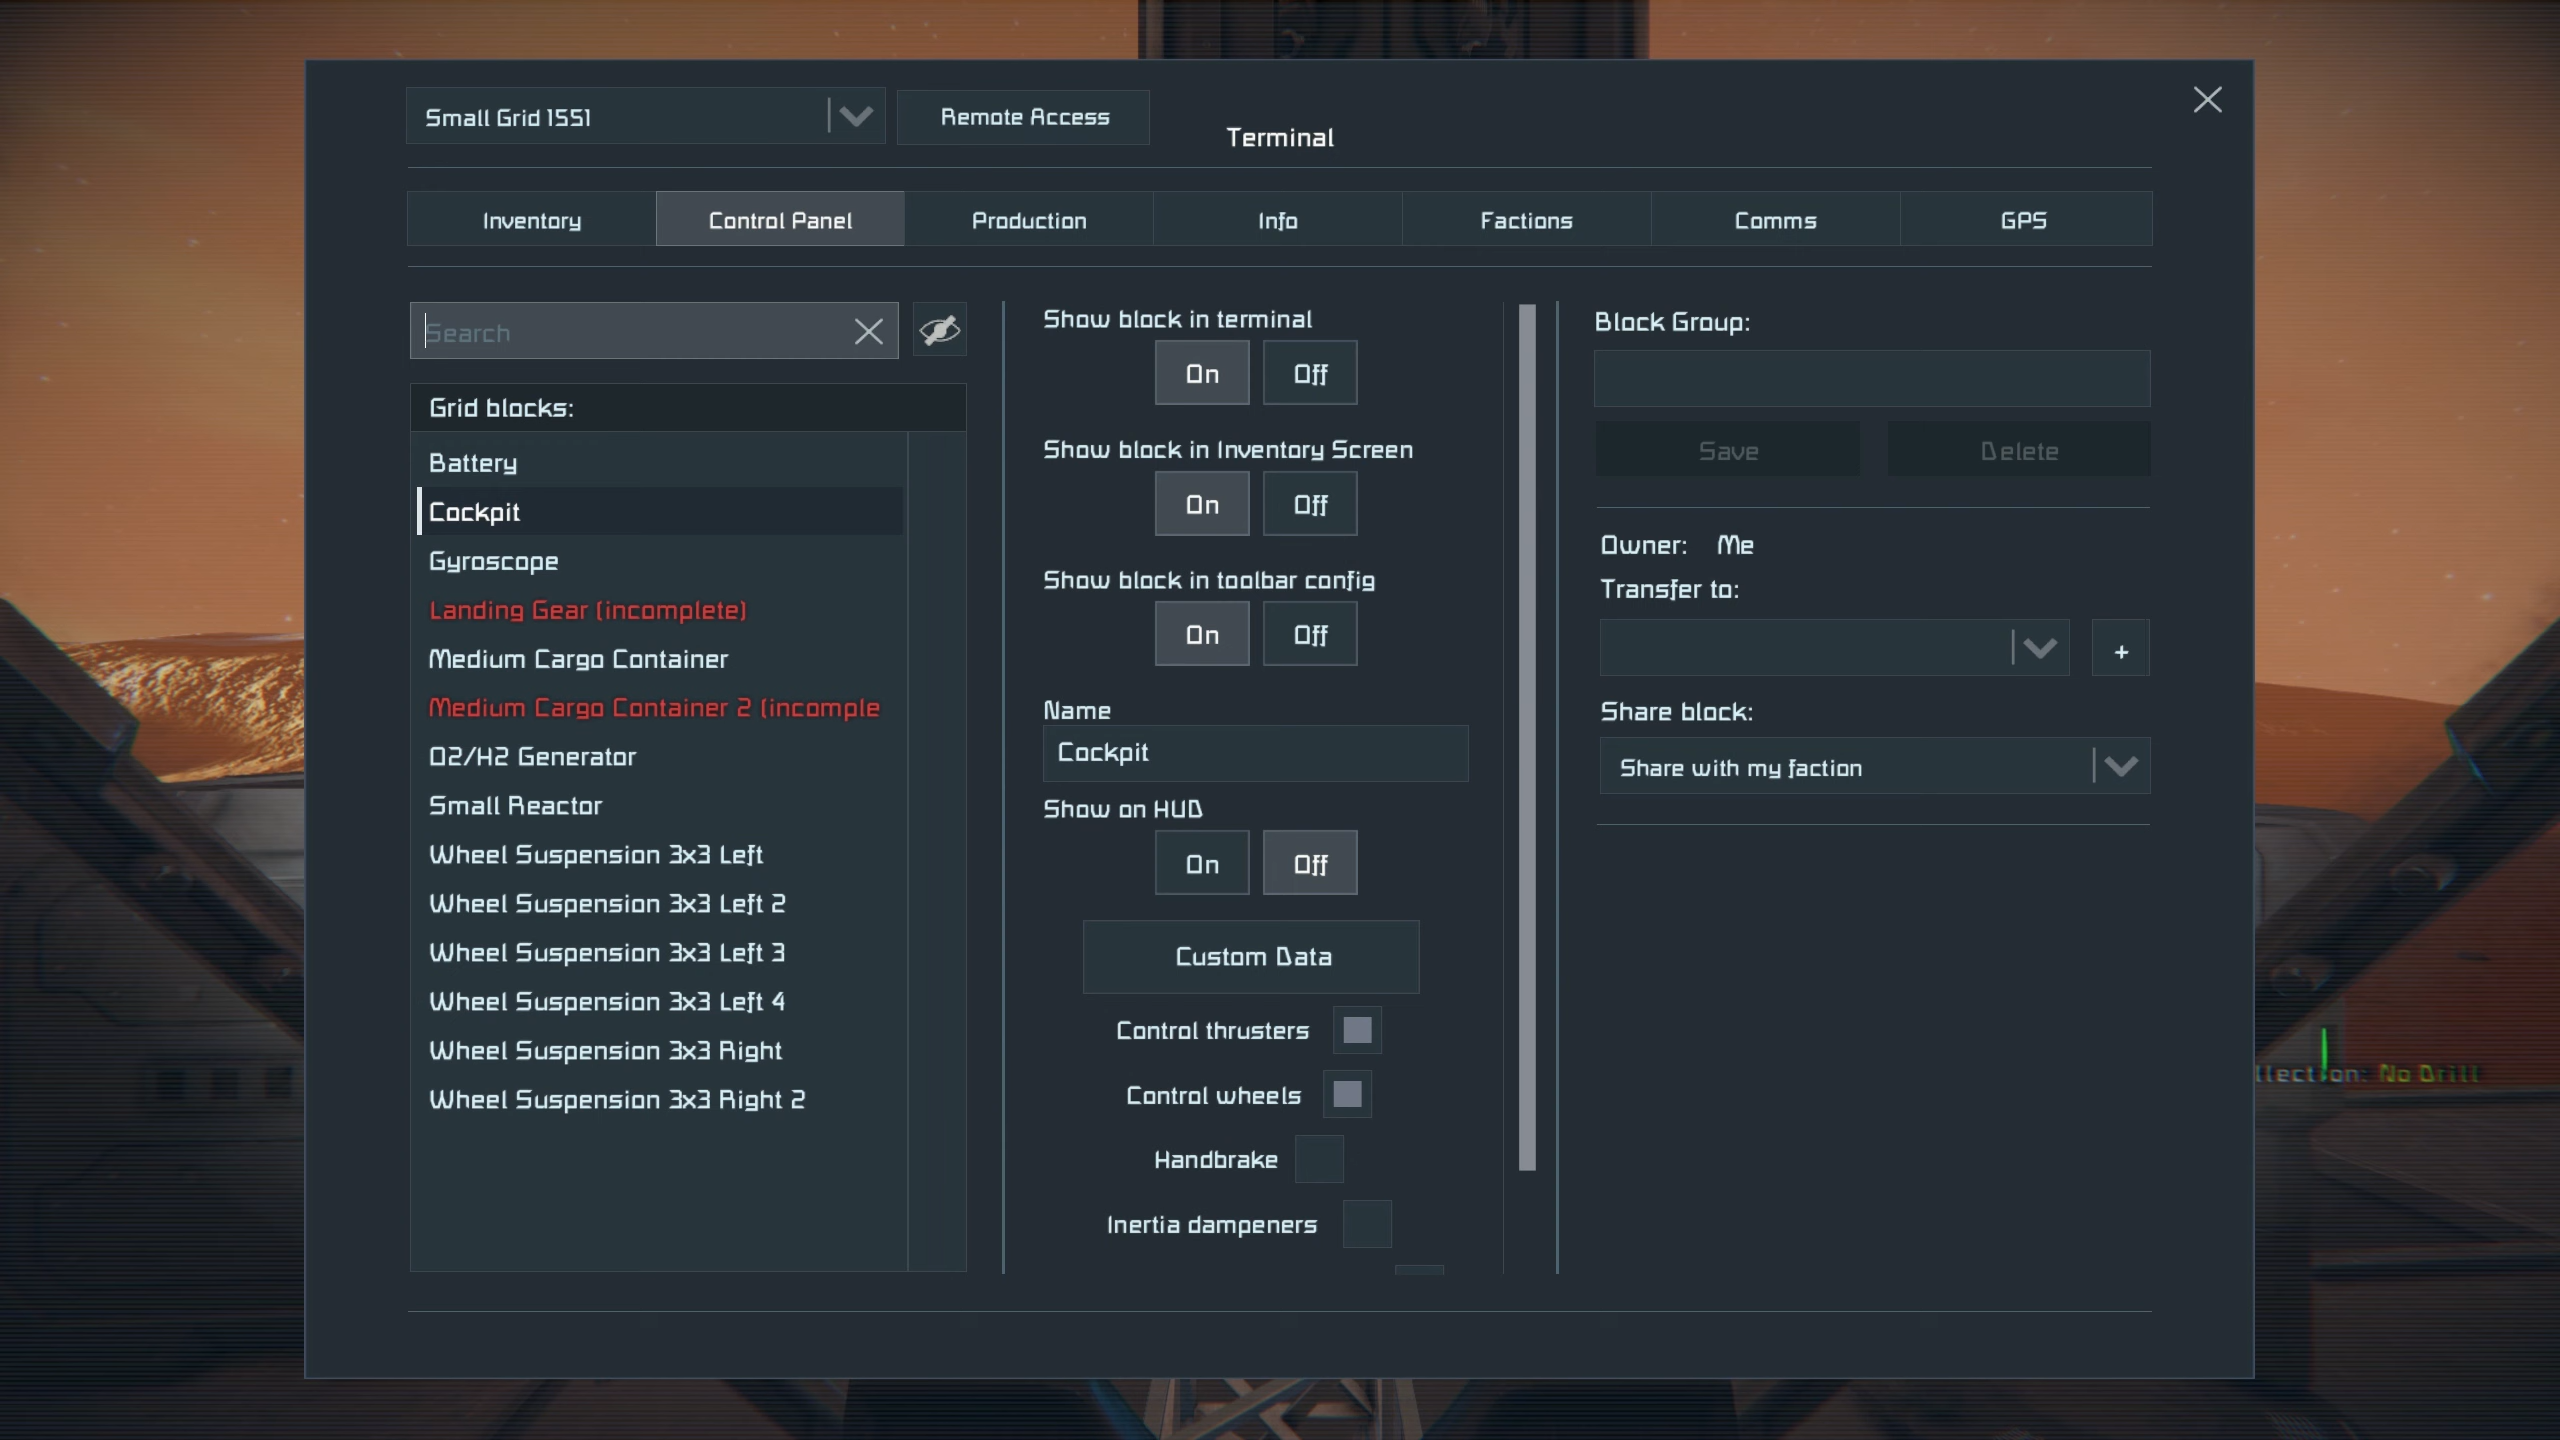 Small Grid 1551
Remote Access
Terminal
Inventory
Control Panel
Production
Info
Factions
Comms
GPS
Search
Grid blocks:
Battery
Cockpit
Gyroscope
Landing Gear (incomplete)
Medium Cargo Container
Medium Cargo Container 2 (incomple
O2/H2 Generator
Small Reactor
Wheel Suspension 3x3 Left
Wheel Suspension 3x3 Left 2
Wheel Suspension 3x3 Left 3
Wheel Suspension 3x3 Left 4
Wheel Suspension 3x3 Right
Wheel Suspension 3x3 Right 2
Show block in terminal
On Off
Show block in Inventory Screen
On Off
Show block in toolbar config
On Off
Name
Cockpit
Show on HUD
On Off
Custom Data
Control thrusters
Control wheels
Handbrake
Inertia dampeners
Block Group:
Save
Delete
Owner: Me
Transfer to:
+
Share block:
Share with my faction
llection: No Drill